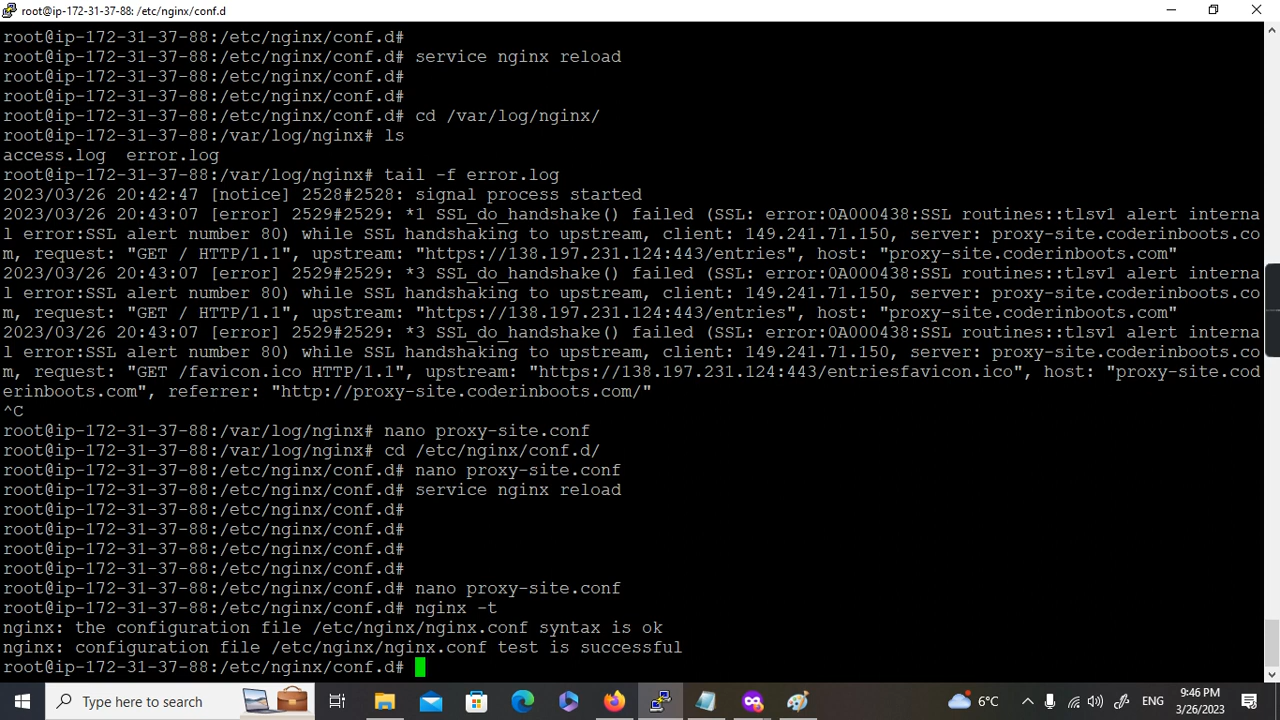 root@ip-172-31-37-88: /etc/nginx/conf.d
root@ip-172-31-37-88:/etc/nginx/conf.d#
root@ip-172-31-37-88:/etc/nginx/conf.d# service nginx reload
root@ip-172-31-37-88:/etc/nginx/conf.d#
root@ip-172-31-37-88:/etc/nginx/conf.d#
root@ip-172-31-37-88:/etc/nginx/conf.d# cd /var/log/nginx/
root@ip-172-31-37-88:/var/log/nginx# ls
access.log  error.log
root@ip-172-31-37-88:/var/log/nginx# tail -f error.log
2023/03/26 20:42:47 [notice] 2528#2528: signal process started
2023/03/26 20:43:07 [error] 2529#2529: *1 SSL_do_handshake() failed (SSL: error:0A000438:SSL routines::tlsv1 alert interna
l error:SSL alert number 80) while SSL handshaking to upstream, client: 149.241.71.150, server: proxy-site.coderinboots.co
m, request: "GET / HTTP/1.1", upstream: "https://138.197.231.124:443/entries", host: "proxy-site.coderinboots.com"
2023/03/26 20:43:07 [error] 2529#2529: *3 SSL_do_handshake() failed (SSL: error:0A000438:SSL routines::tlsv1 alert interna
l error:SSL alert number 80) while SSL handshaking to upstream, client: 149.241.71.150, server: proxy-site.coderinboots.co
m, request: "GET / HTTP/1.1", upstream: "https://138.197.231.124:443/entries", host: "proxy-site.coderinboots.com"
2023/03/26 20:43:07 [error] 2529#2529: *3 SSL_do_handshake() failed (SSL: error:0A000438:SSL routines::tlsv1 alert interna
l error:SSL alert number 80) while SSL handshaking to upstream, client: 149.241.71.150, server: proxy-site.coderinboots.co
m, request: "GET /favicon.ico HTTP/1.1", upstream: "https://138.197.231.124:443/entriesfavicon.ico", host: "proxy-site.cod
erinboots.com", referrer: "http://proxy-site.coderinboots.com/"
^C
root@ip-172-31-37-88:/var/log/nginx# nano proxy-site.conf
root@ip-172-31-37-88:/var/log/nginx# cd /etc/nginx/conf.d/
root@ip-172-31-37-88:/etc/nginx/conf.d# nano proxy-site.conf
root@ip-172-31-37-88:/etc/nginx/conf.d# service nginx reload
root@ip-172-31-37-88:/etc/nginx/conf.d#
root@ip-172-31-37-88:/etc/nginx/conf.d#
root@ip-172-31-37-88:/etc/nginx/conf.d#
root@ip-172-31-37-88:/etc/nginx/conf.d#
root@ip-172-31-37-88:/etc/nginx/conf.d# nano proxy-site.conf
root@ip-172-31-37-88:/etc/nginx/conf.d# nginx -t
nginx: the configuration file /etc/nginx/nginx.conf syntax is ok
nginx: configuration file /etc/nginx/nginx.conf test is successful
root@ip-172-31-37-88:/etc/nginx/conf.d#
Type here to search
6°C
ENG
9:46 PM
3/26/2023